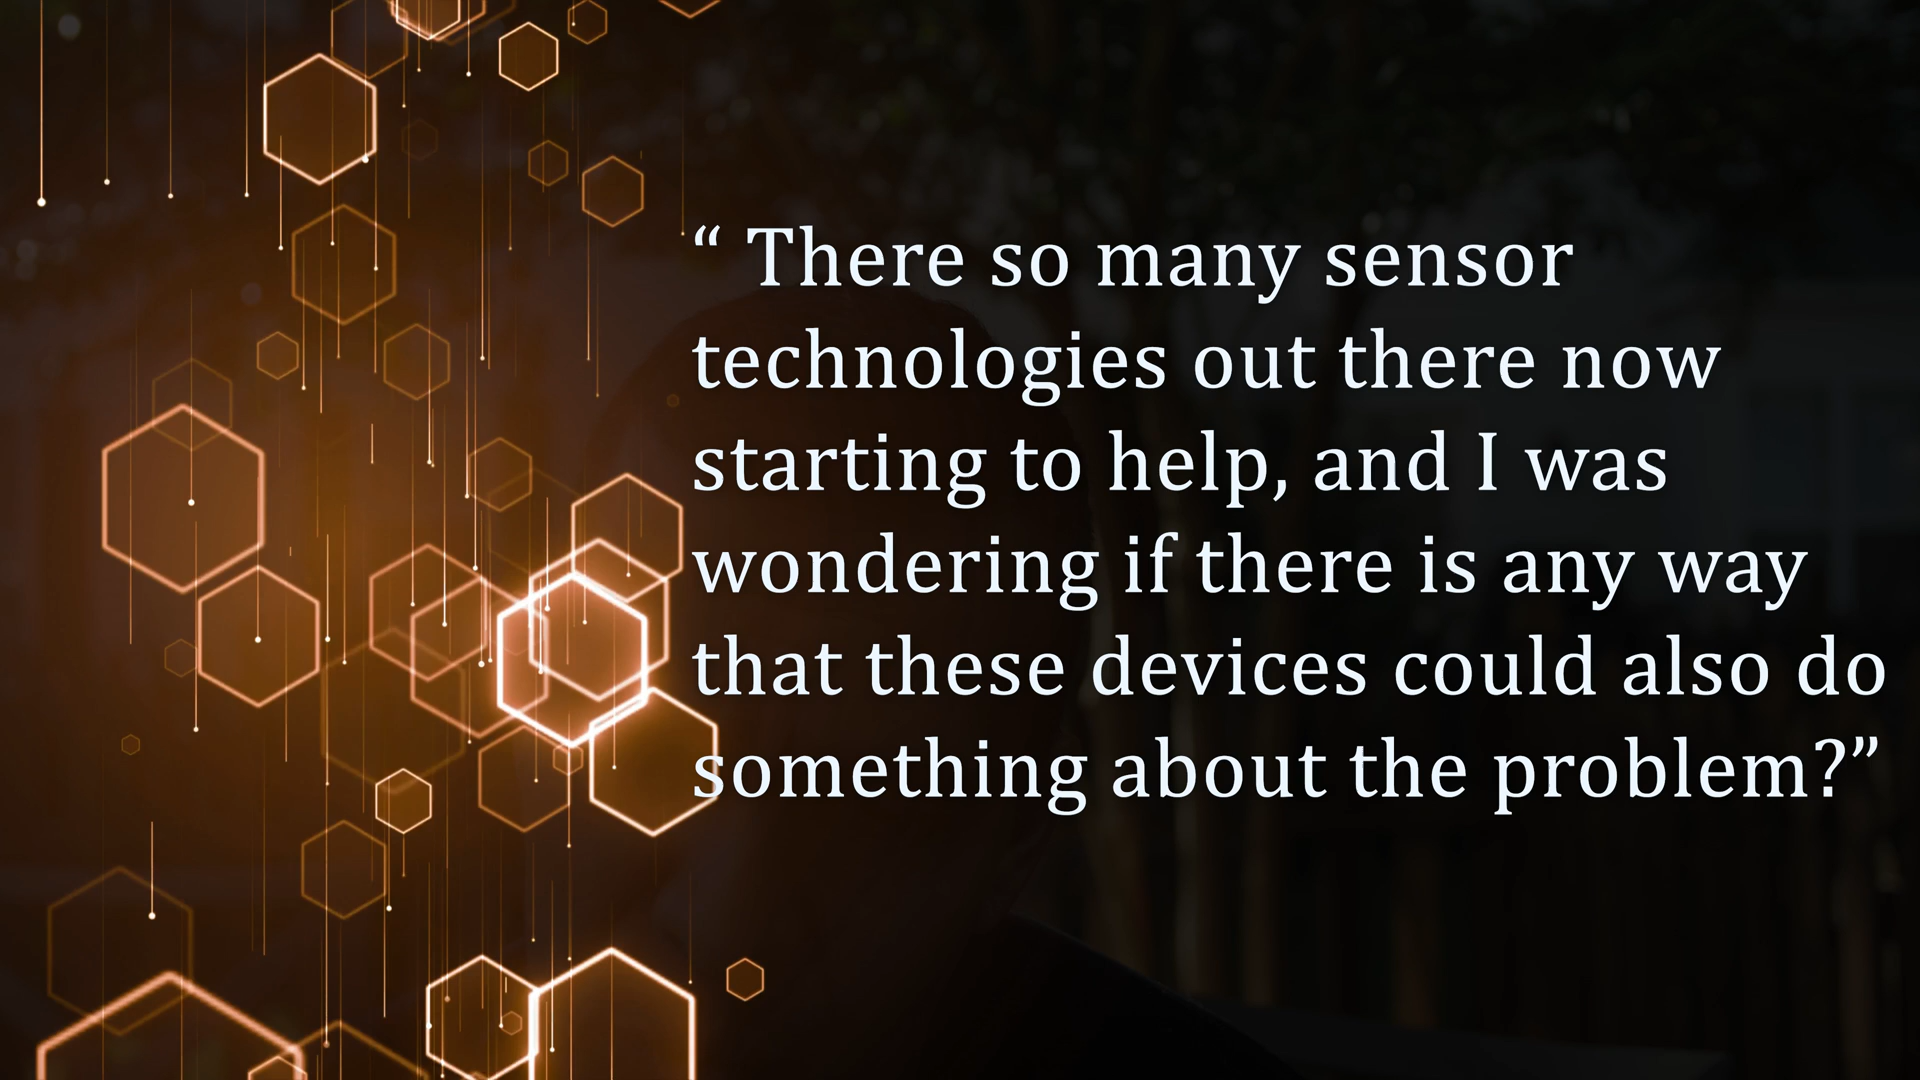 “ There so many sensor
technologies out there now
starting to help, and I was
wondering if there is any way
that these devices could also do
something about the problem?”